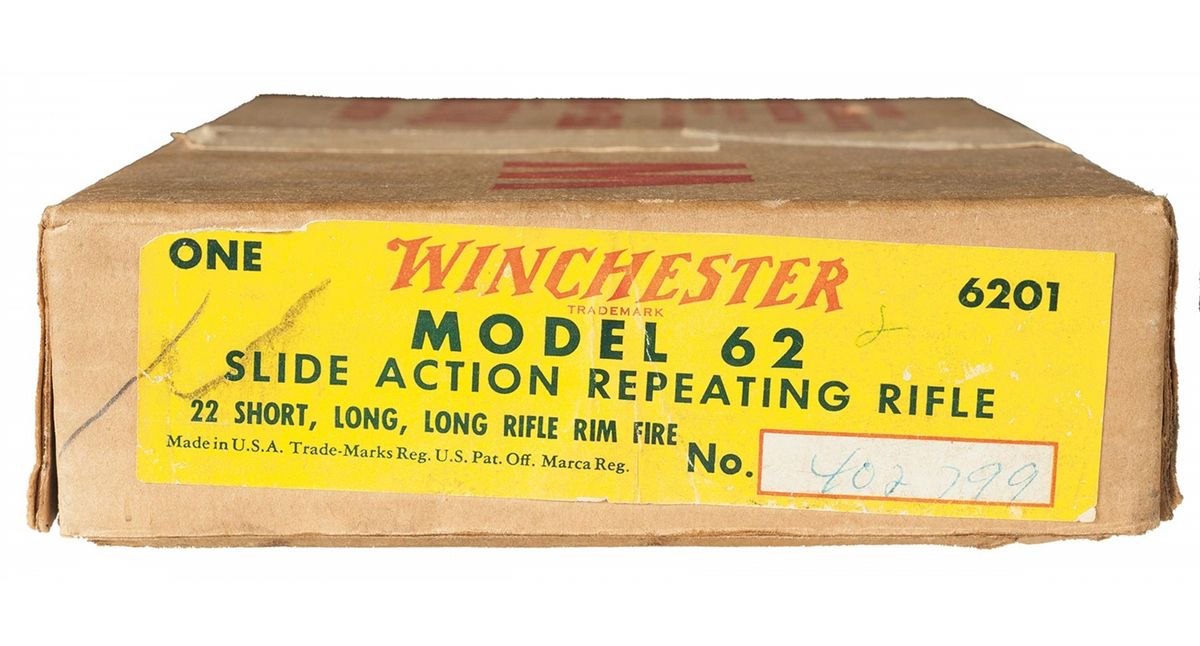 ONE
WINCHESTER
TRADEMARK
6201
MODEL 62
SLIDE ACTION REPEATING RIFLE
22 SHORT, LONG, LONG RIFLE RIM FIRE
Made in U.S.A. Trade-Marks Reg. U.S. Pat. Off. Marca Reg.
No. 402799